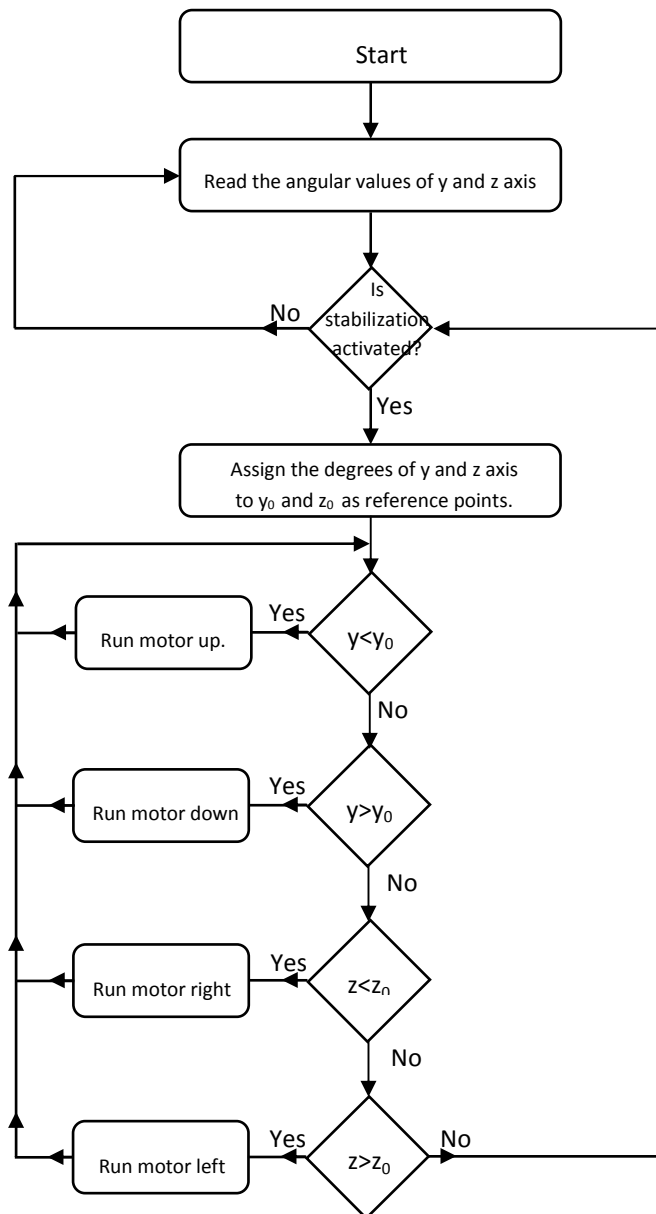 Start
Read the angular values of y and z axis
Is
No
stabilization
activated?
Yes
Assign the degrees of y and z axis
to y₀ and z₀ as reference points.
Yes
Run motor up.
y<y₀
No
Yes
Run motor down
y>y₀
No
Yes
Run motor right
z<z₀
No
Yes
No
Run motor left
z>z₀